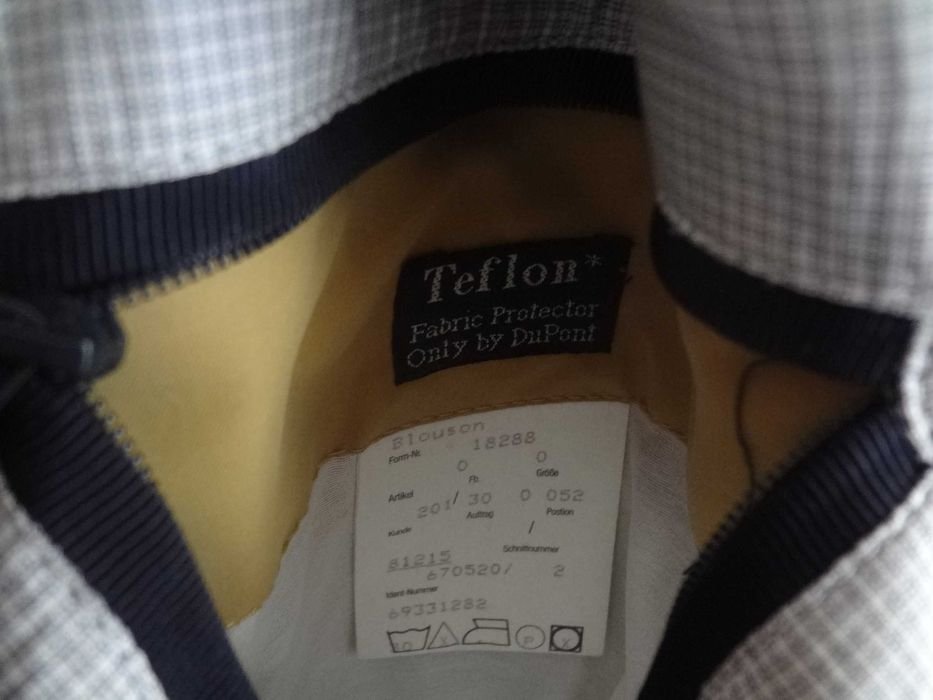 Teflon*
Fabric Protector
Only by DuPont
Blouson
Form-Nr. 18288
0 0
Fb Größe
Artikel 201/ 30 0 052
Kunde Auftrag Position
/
Schnittnummer
81215
670520/ 2
Ident-Nummer
69331282
P